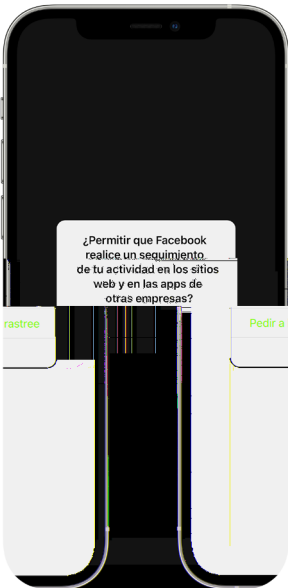 ¿Permitir que Facebook
realice un seguimiento
de tu actividad en los sitios
web y en las apps de
otras empresas?
rastree
Pedir a